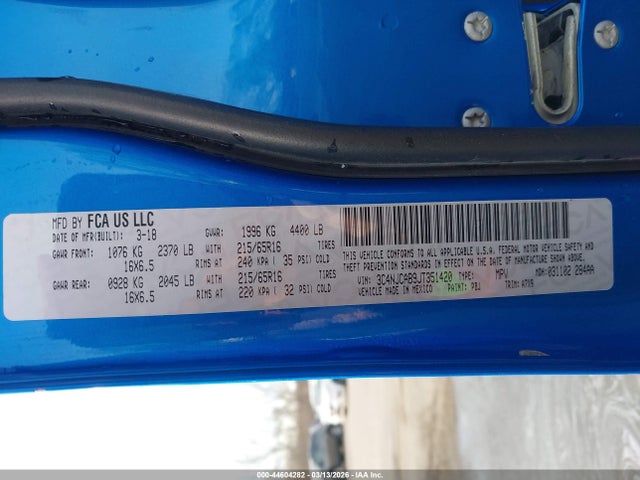 MFD BY FCA US LLC
DATE OF MFR(BUILT): 3-18 GVWR: 1996 KG 4400 LB
GAWR FRONT: 1076 KG 2370 LB WITH 215/65R16 TIRES
16X6.5 RIMS AT 240 KPA ( 35 PSI) COLD
GAWR REAR: 0928 KG 2045 LB WITH 215/65R16 TIRES
16X6.5 RIMS AT 220 KPA ( 32 PSI) COLD
THIS VEHICLE CONFORMS TO ALL APPLICABLE U.S.A. FEDERAL MOTOR VEHICLE SAFETY AND
THEFT PREVENTION STANDARDS IN EFFECT ON THE DATE OF MANUFACTURE SHOWN ABOVE.
VIN: 3C4NJCAB9JT351420 TYPE: MPV MDH: 031102 284AA
VEHICLE MADE IN MEXICO PAINT: PBJ TRIM:
000-44604282 - 03/13/2026 - IAA Inc.